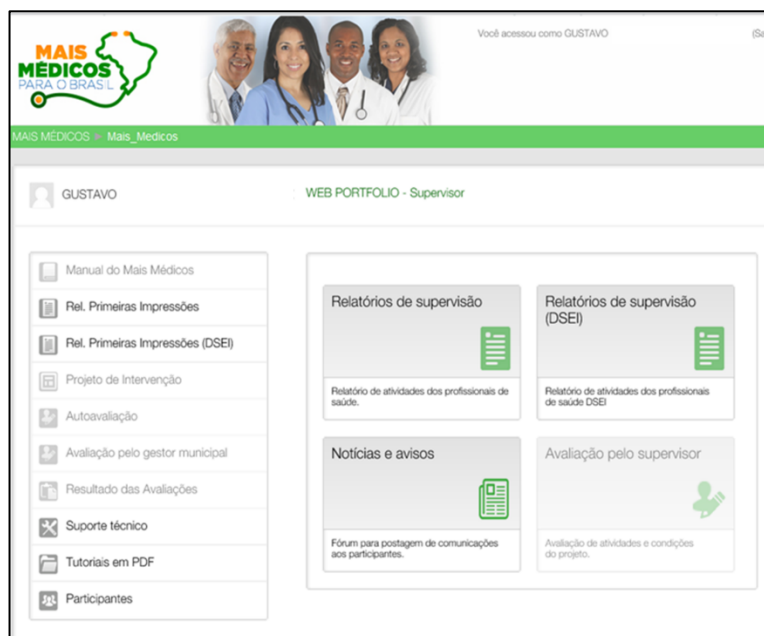 MAIS
MÉDICOS
PARA O BRASIL
Você acessou como GUSTAVO
(Sa
MAIS MÉDICOS Mais_Medicos
GUSTAVO
WEB PORTFOLIO - Supervisor
Manual do Mais Médicos
Rel. Primeiras Impressões
Rel. Primeiras Impressões (DSEI)
Projeto de Intervenção
Autoavaliação
Avaliação pelo gestor municipal
Resultado das Avaliações
Suporte técnico
Tutoriais em PDF
Participantes
Relatórios de supervisão
Relatório de atividades dos profissionais de
saúde.
Relatórios de supervisão
(DSEI)
Relatório de atividades dos profissionais
de saúde DSEI
Notícias e avisos
Fórum para postagem de comunicações
aos participantes.
Avaliação pelo supervisor
Avaliação de atividades e condições
do projeto.